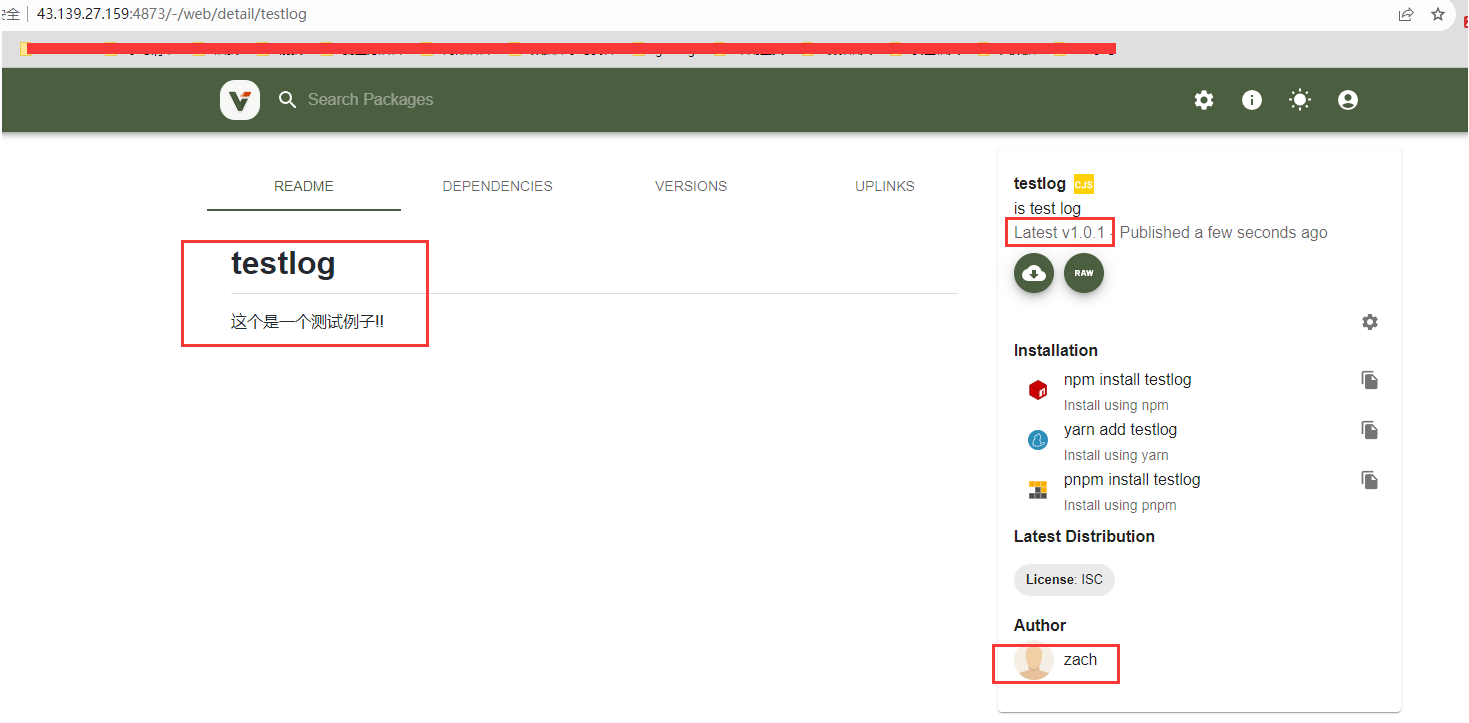 全 43.139.27.159:4873/-/web/detail/testlog
Search Packages
README DEPENDENCIES VERSIONS UPLINKS
testlog
这个是一个测试例子!!
testlog CJS
is test log
Latest v1.0.1 - Published a few seconds ago
RAW
Installation
npm install testlog
Install using npm
yarn add testlog
Install using yarn
pnpm install testlog
Install using pnpm
Latest Distribution
License: ISC
Author
zach